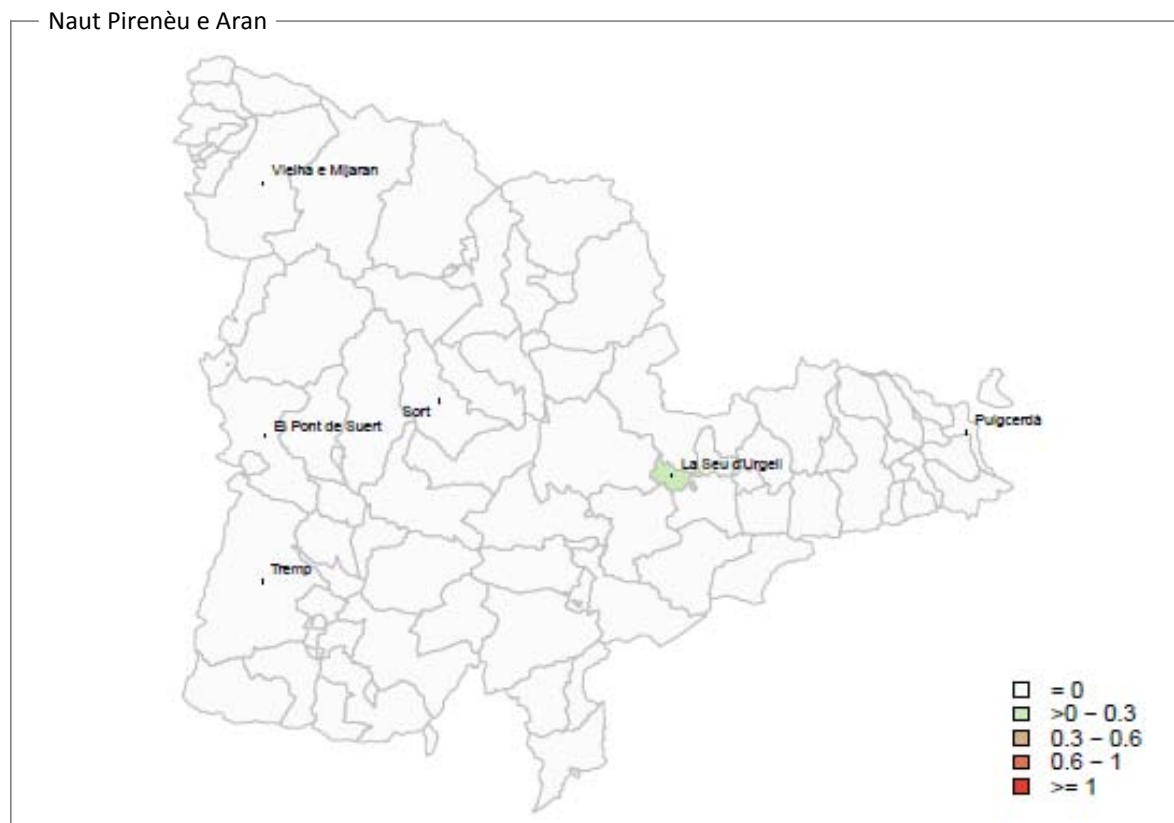 Naut Pirenèu e Aran
Vielha e Mijaran
El Pont de Suert
Sort
La Seu d'Urgell
Puigcerdà
Tremp
= 0
>0 – 0.3
0.3 – 0.6
0.6 – 1
>= 1